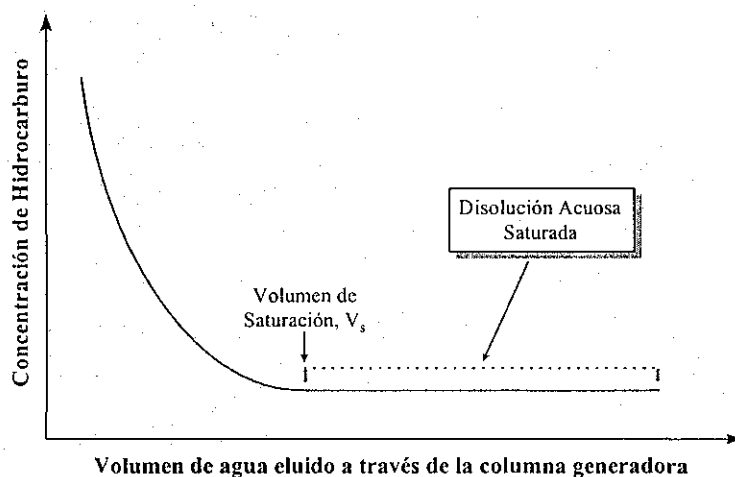 Concentración de Hidrocarburo
Disolución Acuosa
Saturada
Volumen de
Saturación, Vs
Volumen de agua eluido a través de la columna generadora